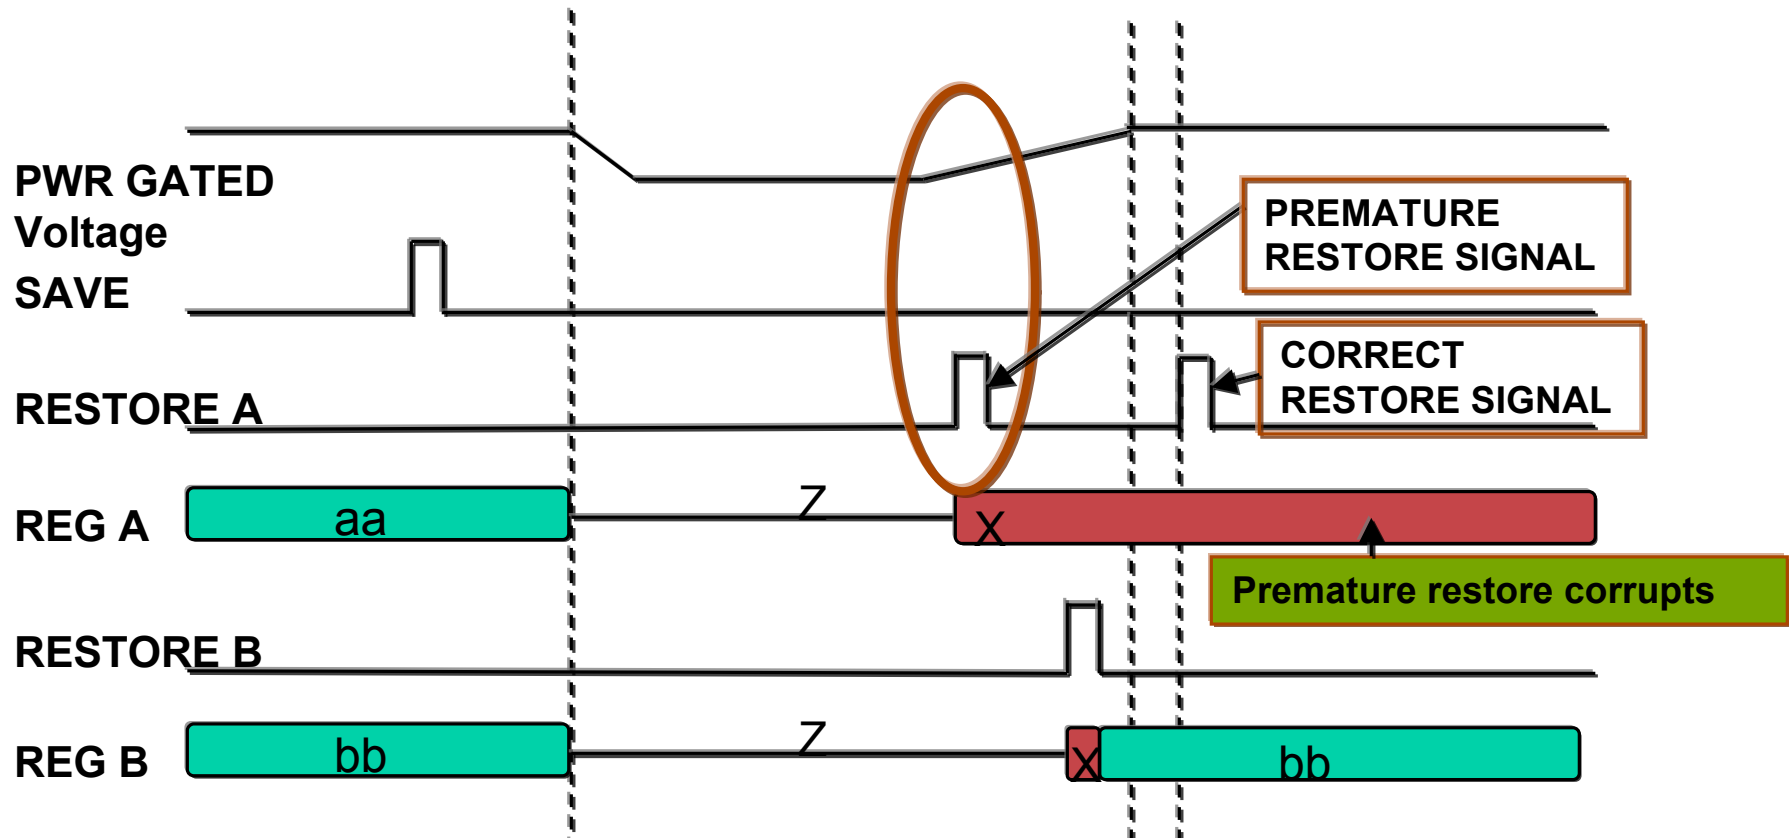 PWR GATED
Voltage
PREMATURE
RESTORE SIGNAL
SAVE
CORRECT
RESTORE SIGNAL
RESTORE A
REG A
aa
Z
X
Premature restore corrupts
RESTORE B
REG B
bb
Z
X
bb